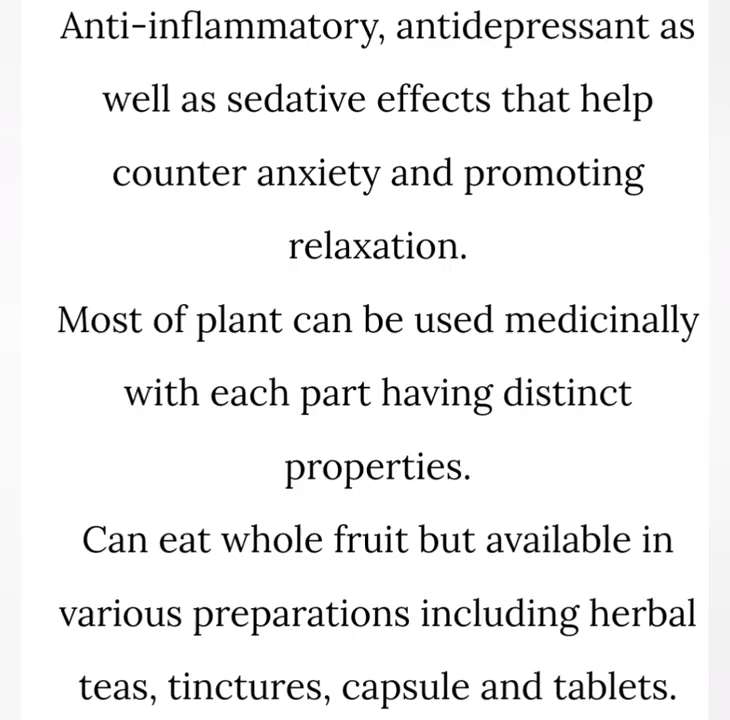 Anti-inflammatory, antidepressant as
well as sedative effects that help
counter anxiety and promoting
relaxation.
Most of plant can be used medicinally
with each part having distinct
properties.
Can eat whole fruit but available in
various preparations including herbal
teas, tinctures, capsule and tablets.